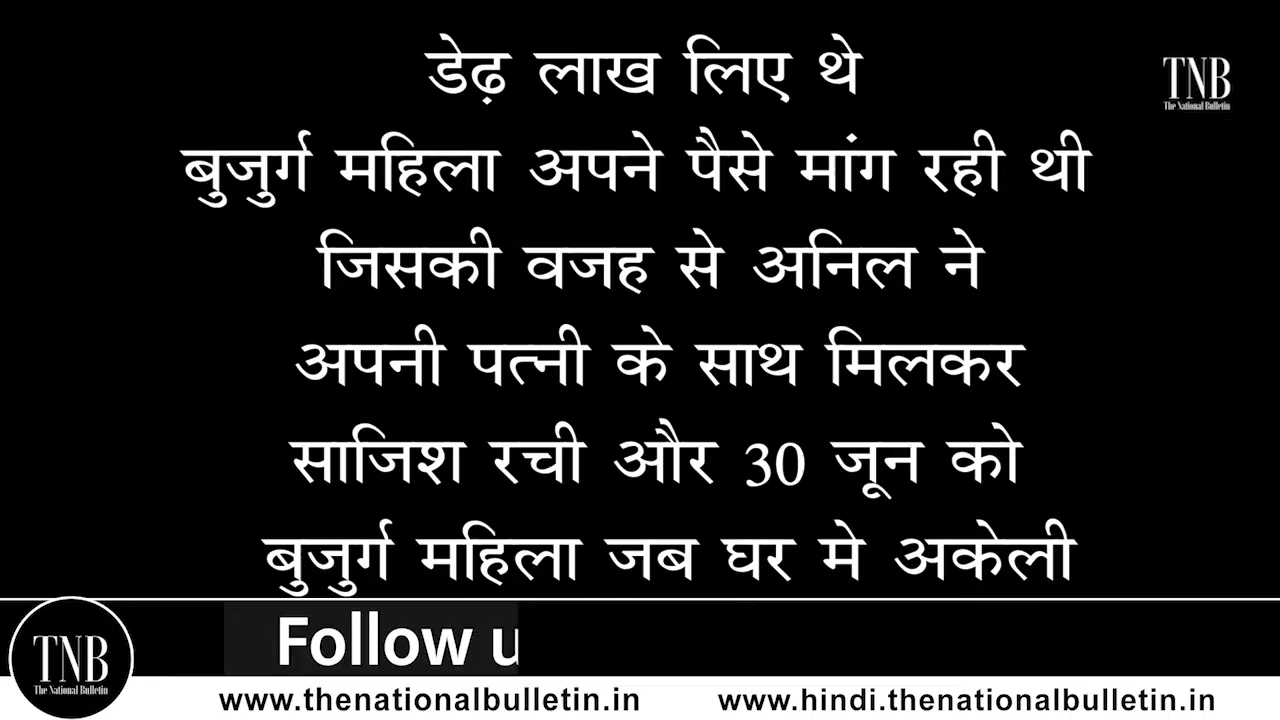 डेढ़ लाख लिए थे
TNB
The National Bulletin
बुजुर्ग महिला अपने पैसे मांग रही थी
जिसकी वजह से अनिल ने
अपनी पत्नी के साथ मिलकर
साजिश रची और 30 जून को
बुजुर्ग महिला जब घर मे अकेली
TNB
The National Bulletin
Follow u
www.thenationalbulletin.in
www.hindi.thenationalbulletin.in